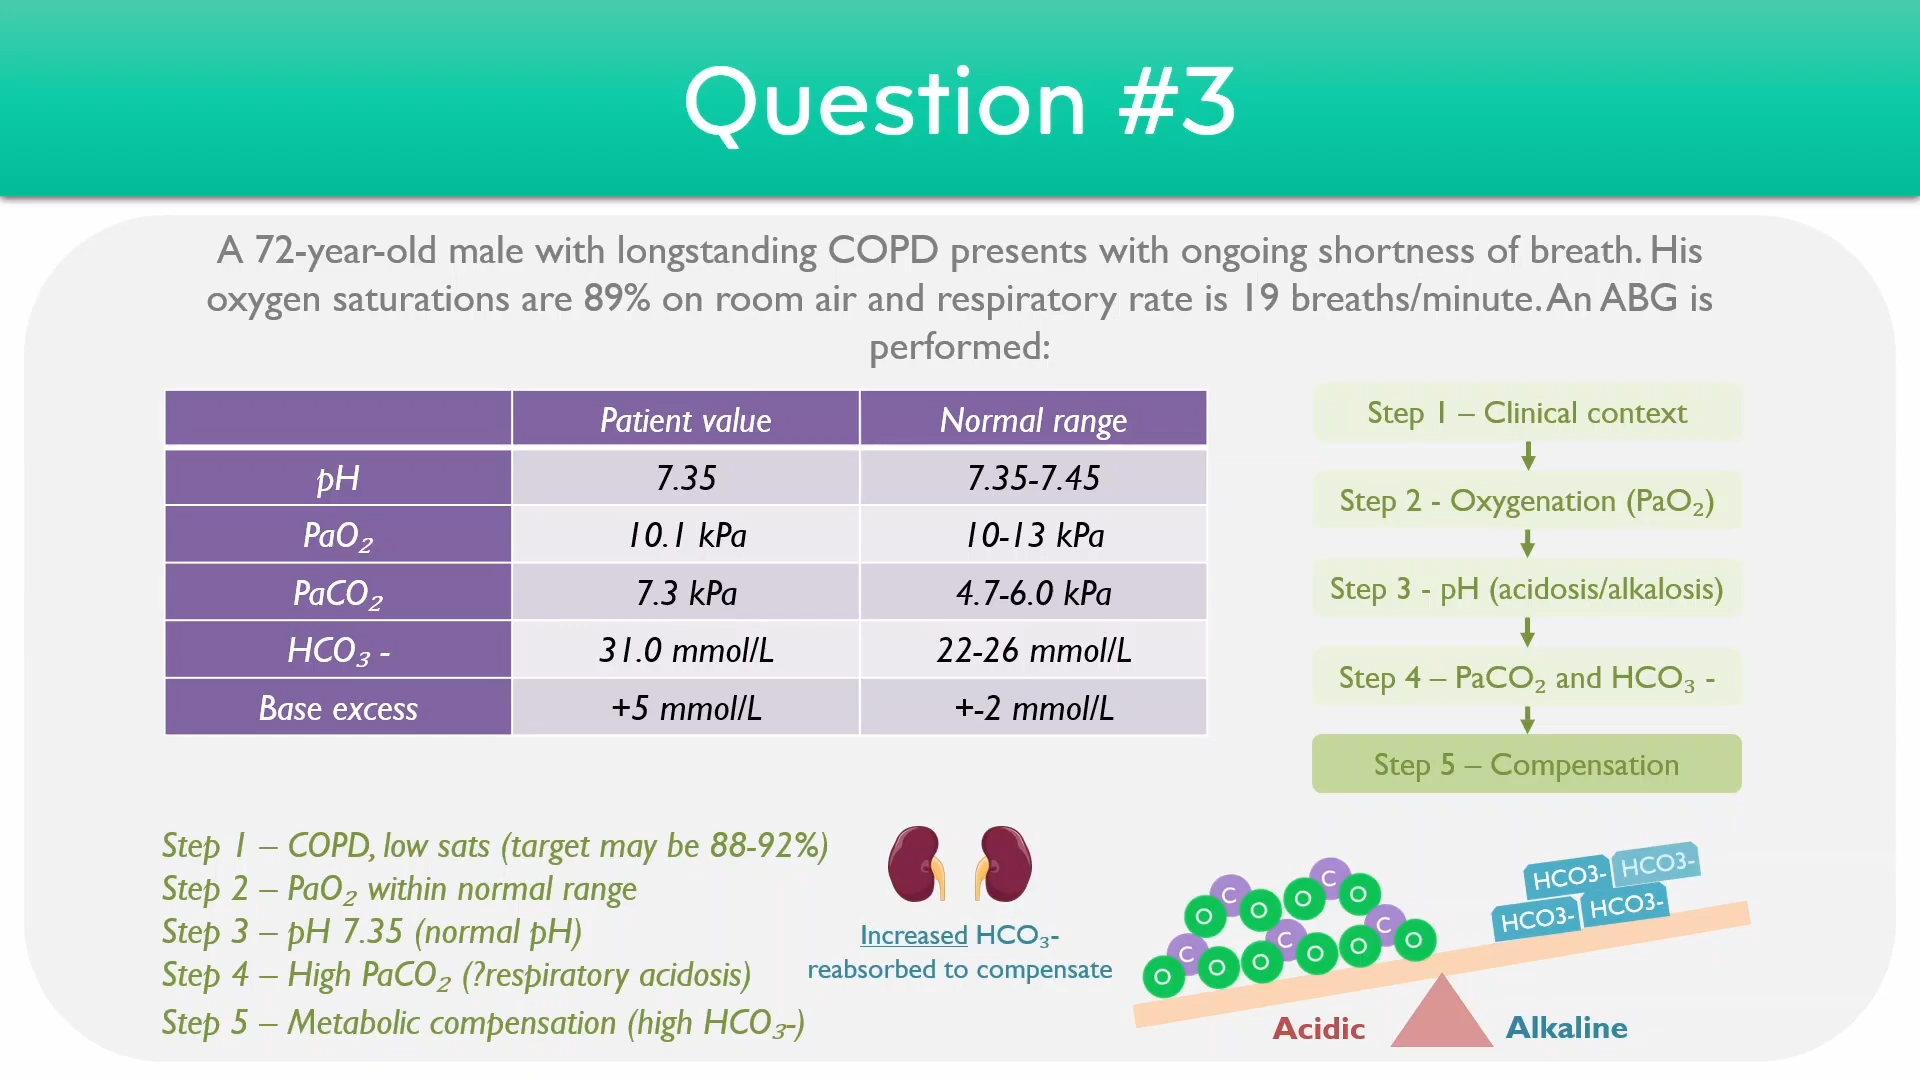 Question #3
A 72-year-old male with longstanding COPD presents with ongoing shortness of breath. His
oxygen saturations are 89% on room air and respiratory rate is 19 breaths/minute. An ABG is
performed:
Patient value Normal range
pH 7.35 7.35-7.45
PaO₂ 10.1 kPa 10-13 kPa
PaCO₂ 7.3 kPa 4.7-6.0 kPa
HCO₃ - 31.0 mmol/L 22-26 mmol/L
Base excess +5 mmol/L +-2 mmol/L
Step 1 – Clinical context
Step 2 - Oxygenation (PaO₂)
Step 3 - pH (acidosis/alkalosis)
Step 4 – PaCO₂ and HCO₃ -
Step 5 – Compensation
Step 1 – COPD, low sats (target may be 88-92%)
Step 2 – PaO₂ within normal range
Step 3 – pH 7.35 (normal pH)
Step 4 – High PaCO₂ (?respiratory acidosis)
Step 5 – Metabolic compensation (high HCO₃-)
Increased HCO₃-
reabsorbed to compensate
C C
O O O O
C C C
O O O O O O
HCO3- HCO3-
HCO3- HCO3-
Acidic Alkaline